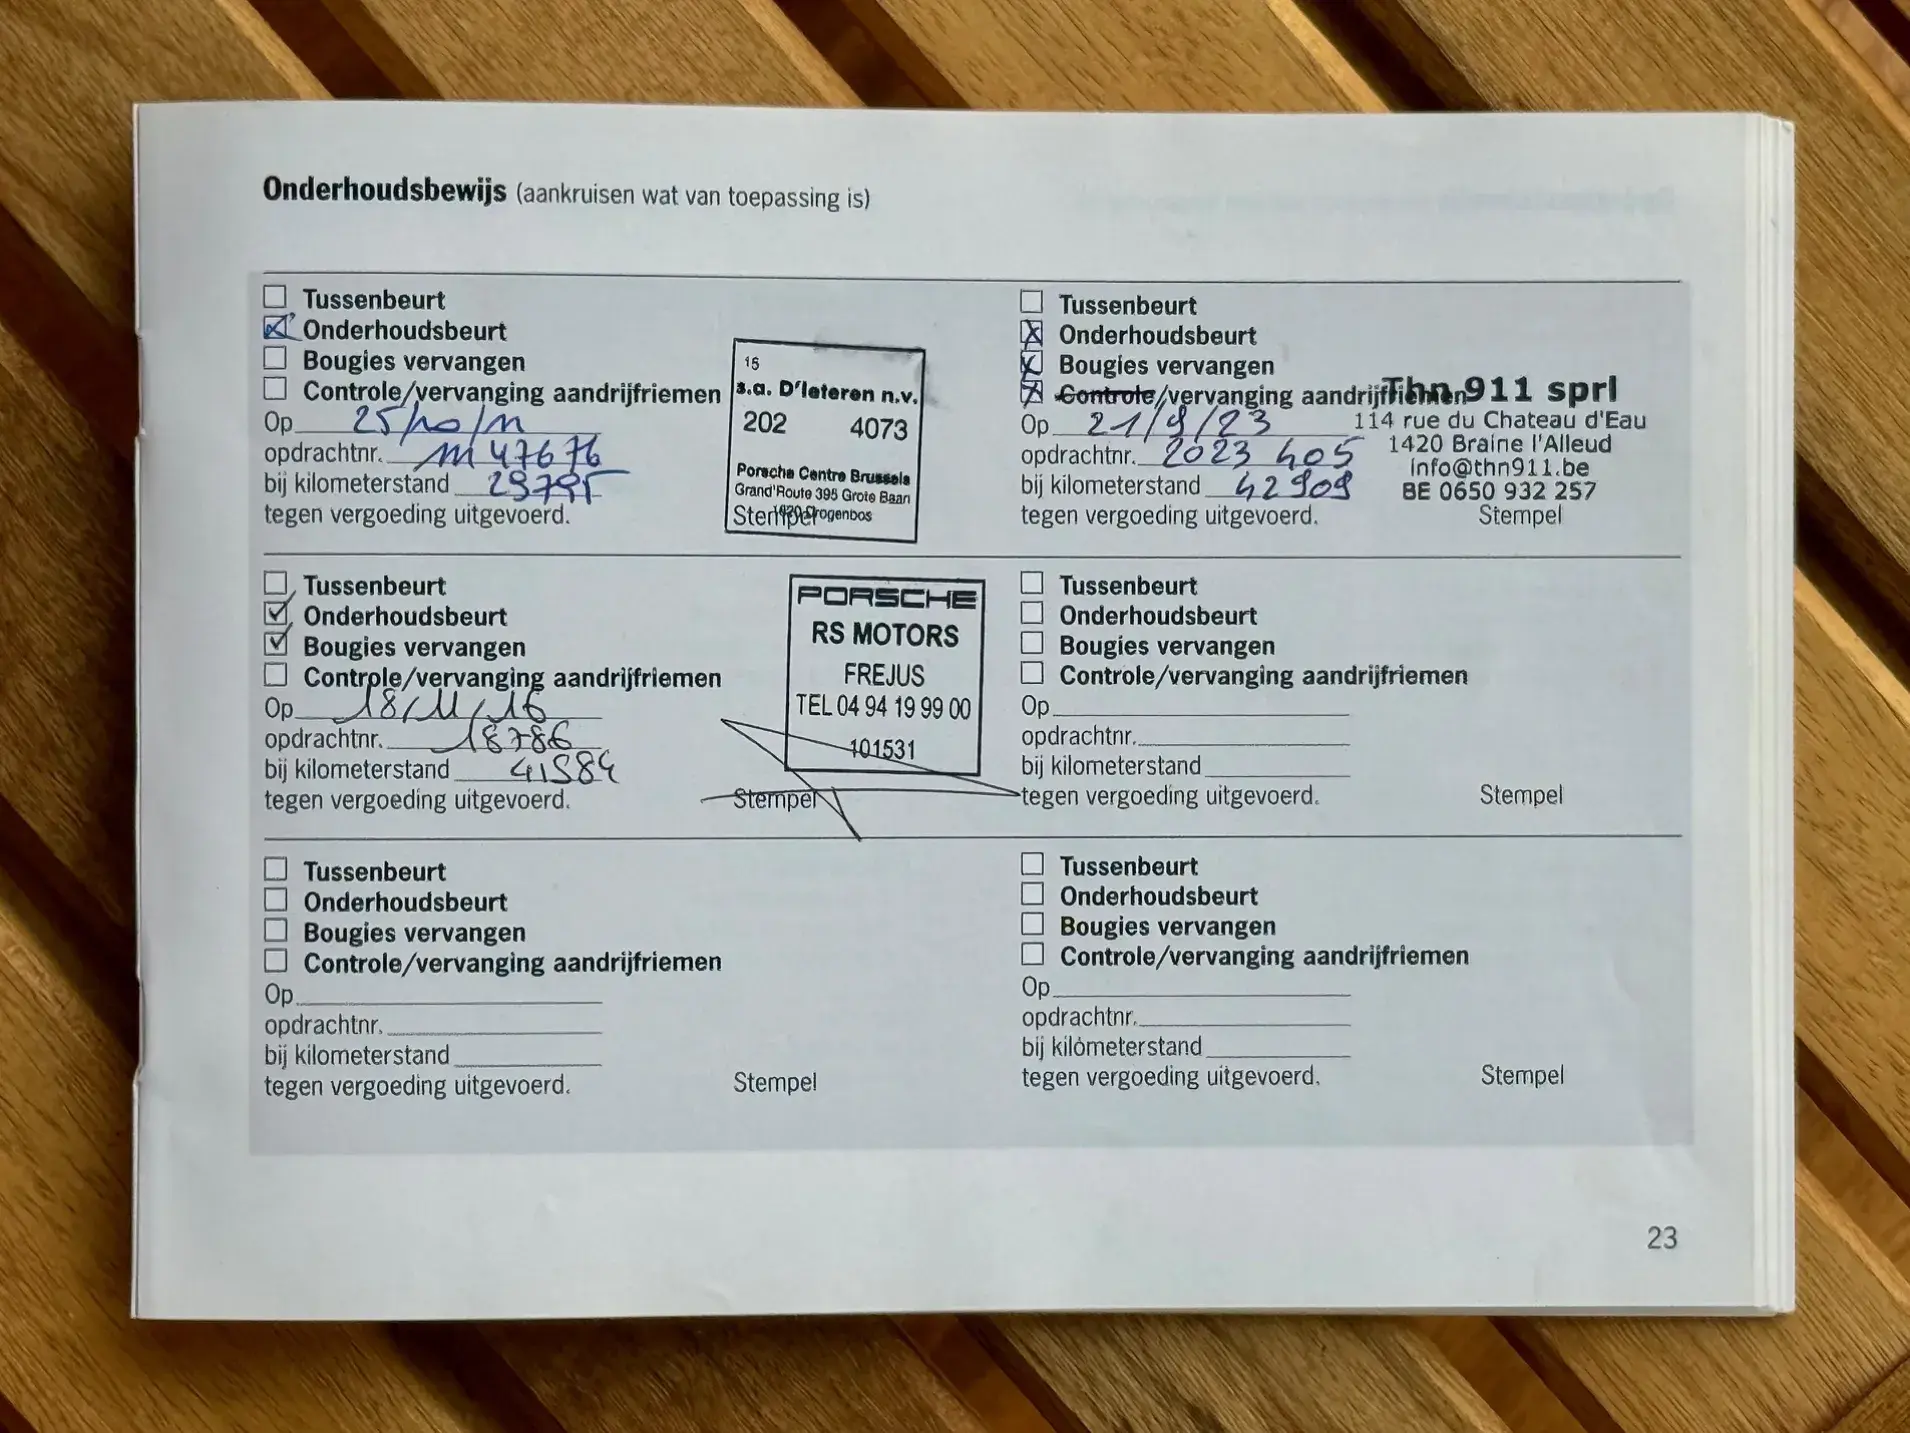 Onderhoudsbewijs (aankruisen wat van toepassing is)
Tussenbeurt
Onderhoudsbeurt
Bougies vervangen
Controle/vervanging aandrijfriemen
Op 25/10/11
opdrachtnr. 47676
bij kilometerstand
tegen vergoeding uitgevoerd.
15
s.a. D'Ieteren n.v.
202 4073
Porsche Centre Brussels
Grand'Route 395 Grote Baan
Drogenbos
Stempel
Tussenbeurt
Onderhoudsbeurt
Bougies vervangen
Controle/vervanging aandrijfriemen
Op 21/9/23
opdrachtnr. 2023 405
bij kilometerstand 42909
tegen vergoeding uitgevoerd.
Thn 911 sprl
114 rue du Chateau d'Eau
1420 Braine l'Alleud
info@thn911.be
BE 0650 932 257
Stempel
Tussenbeurt
Onderhoudsbeurt
Bougies vervangen
Controle/vervanging aandrijfriemen
Op 18/11/16
opdrachtnr. 18786
bij kilometerstand 41584
tegen vergoeding uitgevoerd.
PORSCHE
RS MOTORS
FREJUS
TEL 04 94 19 99 00
101531
Stempel
Tussenbeurt
Onderhoudsbeurt
Bougies vervangen
Controle/vervanging aandrijfriemen
Op
opdrachtnr.
bij kilometerstand
tegen vergoeding uitgevoerd.
Stempel
Tussenbeurt
Onderhoudsbeurt
Bougies vervangen
Controle/vervanging aandrijfriemen
Op
opdrachtnr.
bij kilometerstand
tegen vergoeding uitgevoerd.
Stempel
Tussenbeurt
Onderhoudsbeurt
Bougies vervangen
Controle/vervanging aandrijfriemen
Op
opdrachtnr.
bij kilometerstand
tegen vergoeding uitgevoerd.
Stempel
23